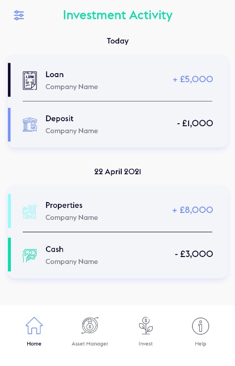 Investment Activity
Today
Loan
+ £5,000
Company Name
Deposit
- £1,000
Company Name
22 April 2021
Properties
+ £8,000
Company Name
Cash
- £3,000
Company Name
Home Asset Manager Invest Help